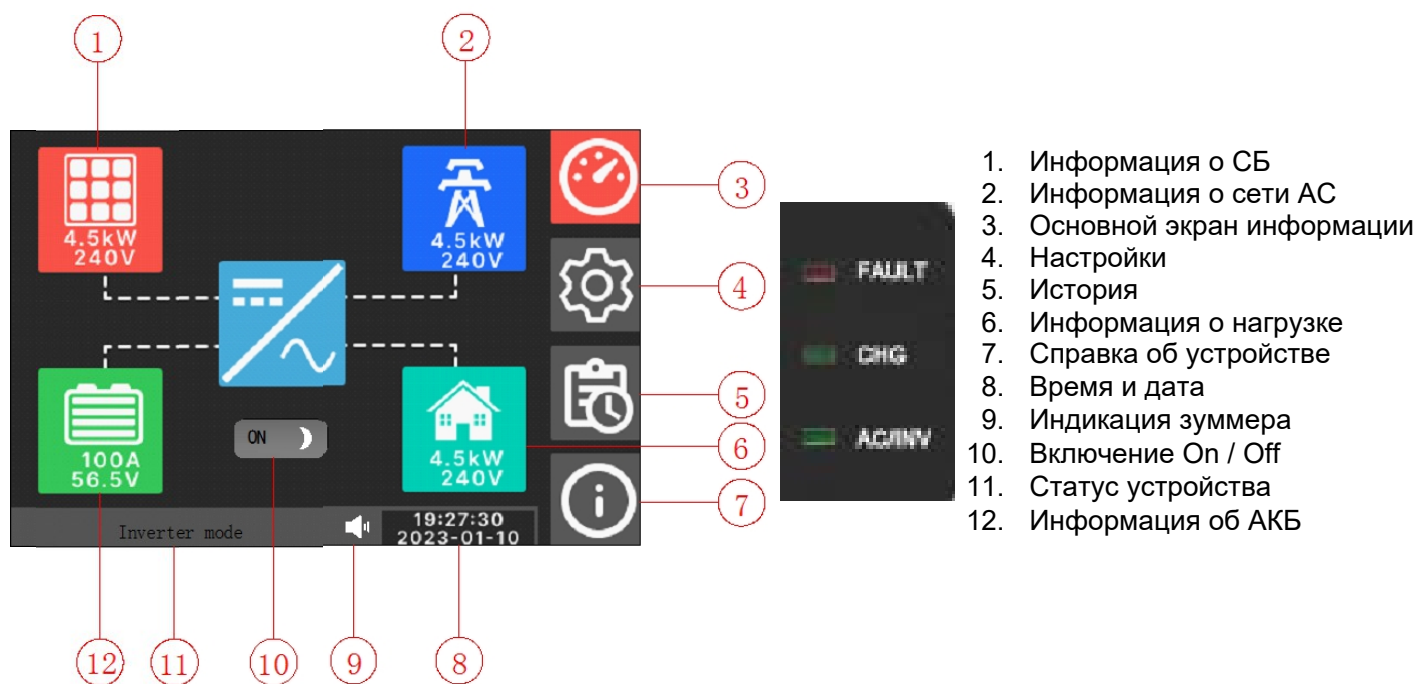 1
2
4.5kW
240V
4.5kW
240V
3
4
5
6
7
ON
100A
56.5V
4.5kW
240V
Inverter mode
19:27:30
2023-01-10
12
11
10
9
8
FAULT
CHG
AC/INV
1. Информация о СБ
2. Информация о сети АС
3. Основной экран информации
4. Настройки
5. История
6. Информация о нагрузке
7. Справка об устройстве
8. Время и дата
9. Индикация зуммера
10. Включение On / Off
11. Статус устройства
12. Информация об АКБ